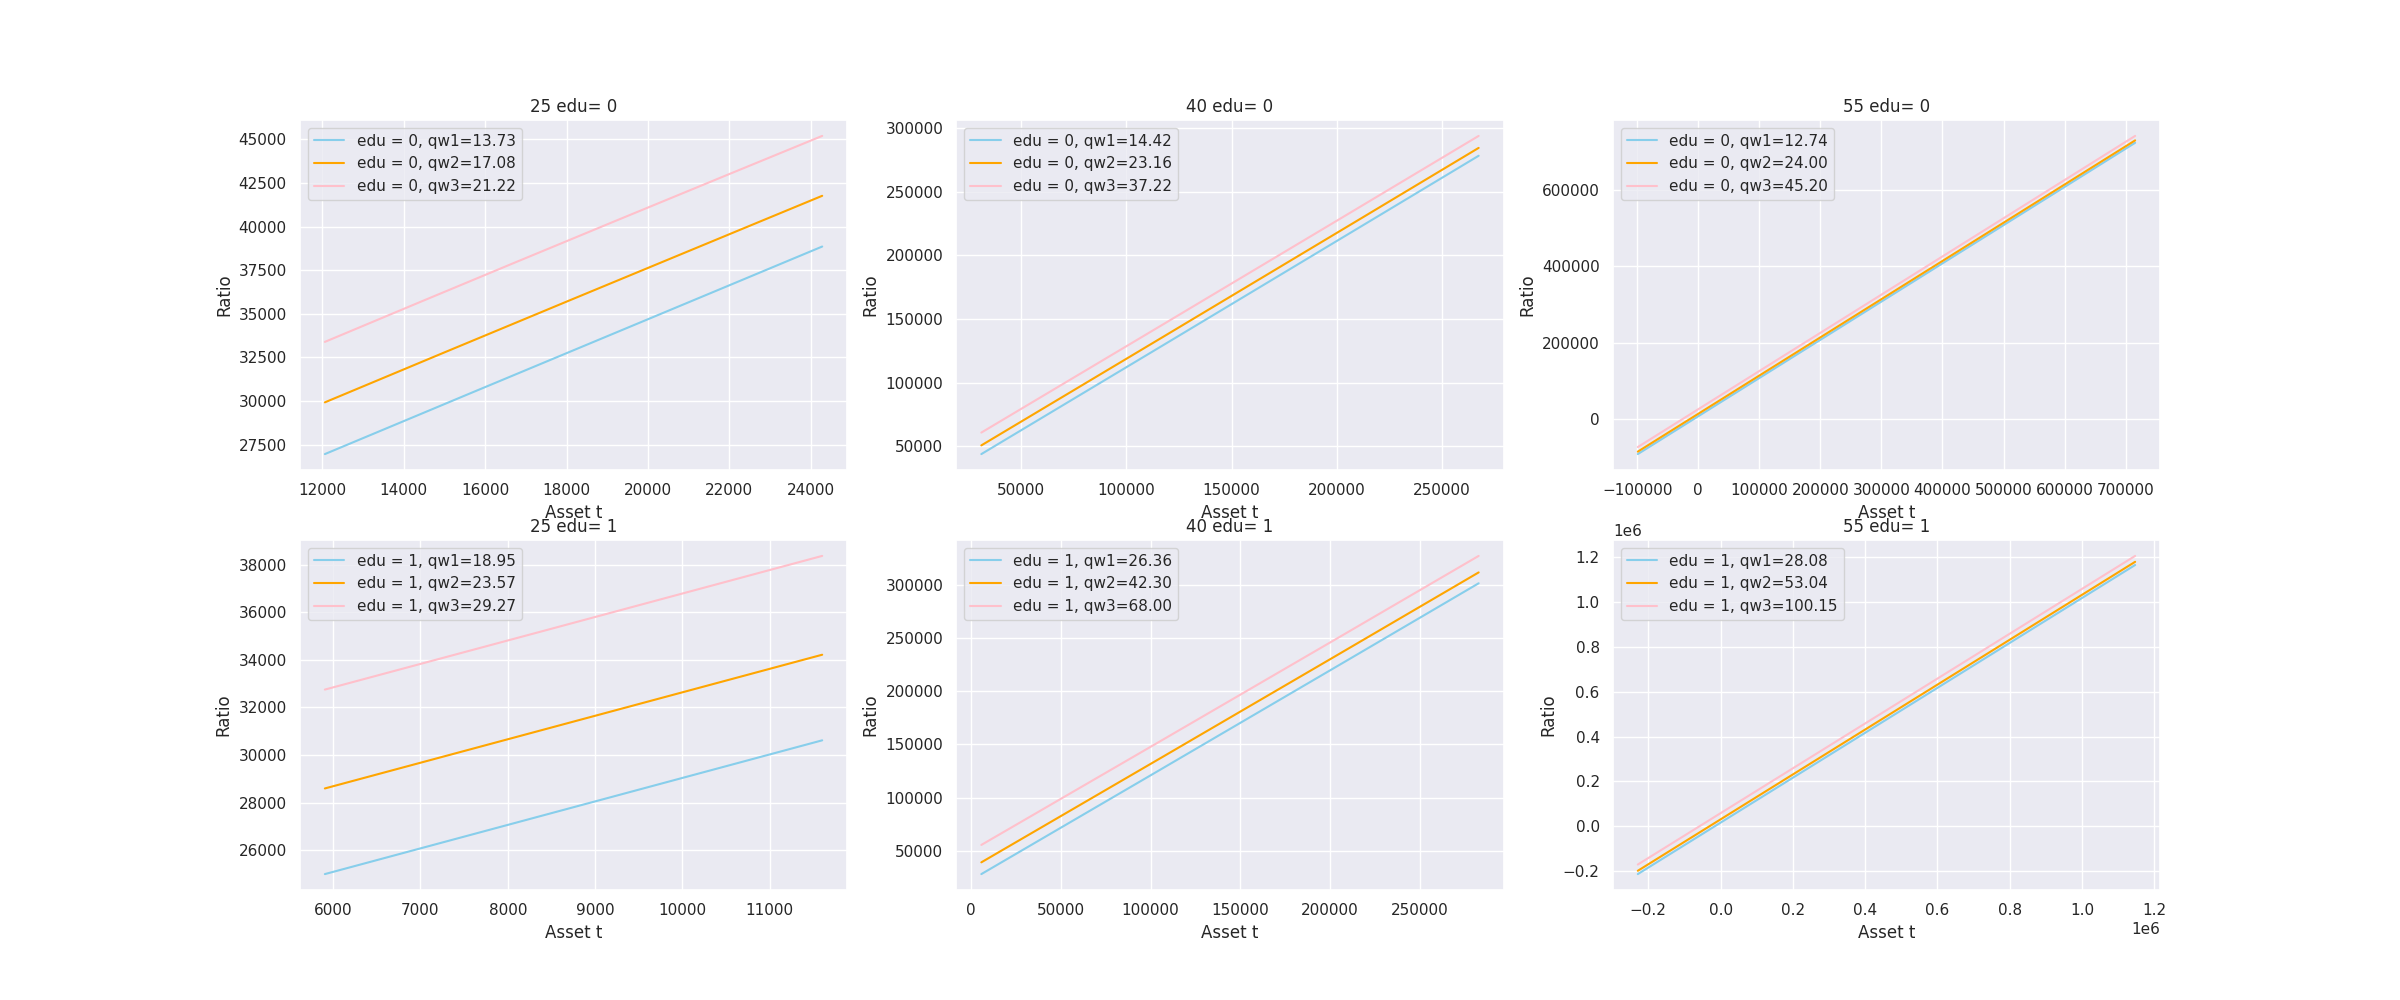 25 edu= 0
45000
42500
40000
37500
35000
32500
30000
27500
Ratio
edu = 0, qw1=13.73
edu = 0, qw2=17.08
edu = 0, qw3=21.22
12000 14000 16000 18000 20000 22000 24000
Asset t
40 edu= 0
300000
250000
200000
150000
100000
50000
Ratio
edu = 0, qw1=14.42
edu = 0, qw2=23.16
edu = 0, qw3=37.22
50000 100000 150000 200000 250000
Asset t
55 edu= 0
600000
400000
200000
0
Ratio
edu = 0, qw1=12.74
edu = 0, qw2=24.00
edu = 0, qw3=45.20
−100000 0 100000 200000 300000 400000 500000 600000 700000
Asset t
25 edu= 1
38000
36000
34000
32000
30000
28000
26000
Ratio
edu = 1, qw1=18.95
edu = 1, qw2=23.57
edu = 1, qw3=29.27
6000 7000 8000 9000 10000 11000
Asset t
40 edu= 1
300000
250000
200000
150000
100000
50000
Ratio
edu = 1, qw1=26.36
edu = 1, qw2=42.30
edu = 1, qw3=68.00
0 50000 100000 150000 200000 250000
Asset t
55 edu= 1
1e6
1.2
1.0
0.8
0.6
0.4
0.2
0.0
−0.2
Ratio
edu = 1, qw1=28.08
edu = 1, qw2=53.04
edu = 1, qw3=100.15
−0.2 0.0 0.2 0.4 0.6 0.8 1.0 1.2
1e6
Asset t